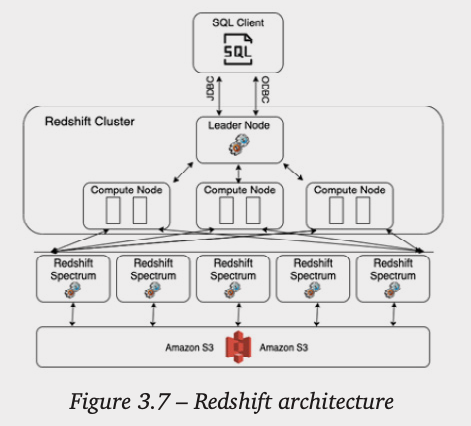 SQL Client
SQL
JDBC
OCBC
Redshift Cluster
Leader Node
Compute Node
Compute Node
Compute Node
Redshift
Spectrum
Redshift
Spectrum
Redshift
Spectrum
Redshift
Spectrum
Redshift
Spectrum
Amazon S3
Amazon S3
Figure 3.7 – Redshift architecture